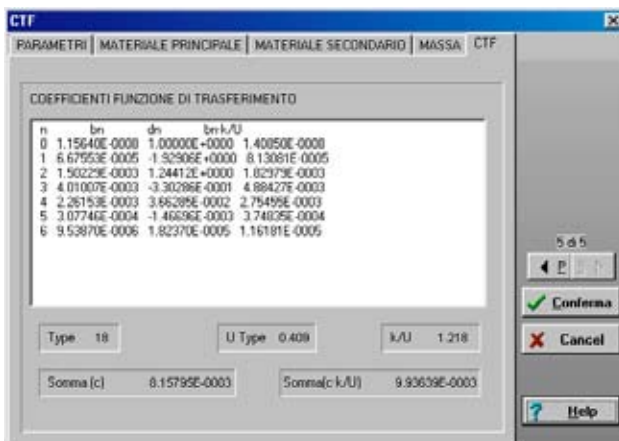 CTF
PARAMETRI MATERIALE PRINCIPALE MATERIALE SECONDARIO MASSA CTF
COEFFICIENTI FUNZIONE DI TRASFERIMENTO
n bn dn bn·k/U
0 1.15640E-0008 1.00000E+0000 1.40850E-0008
1 6.67553E-0005 -1.92906E+0000 8.13081E-0005
2 1.50229E-0003 1.24412E+0000 1.82979E-0003
3 4.01007E-0003 -3.30286E-0001 4.88427E-0003
4 2.26153E-0003 3.66285E-0002 2.75455E-0003
5 3.07746E-0004 -1.46696E-0003 3.74835E-0004
6 9.53870E-0006 1.82370E-0005 1.16181E-0005
5 di 5
P
Type 18 U Type 0.409 k/U 1.218
Somma (c) 8.15795E-0003 Somma(c k/U) 9.93639E-0003
Conferma
Cancel
Help